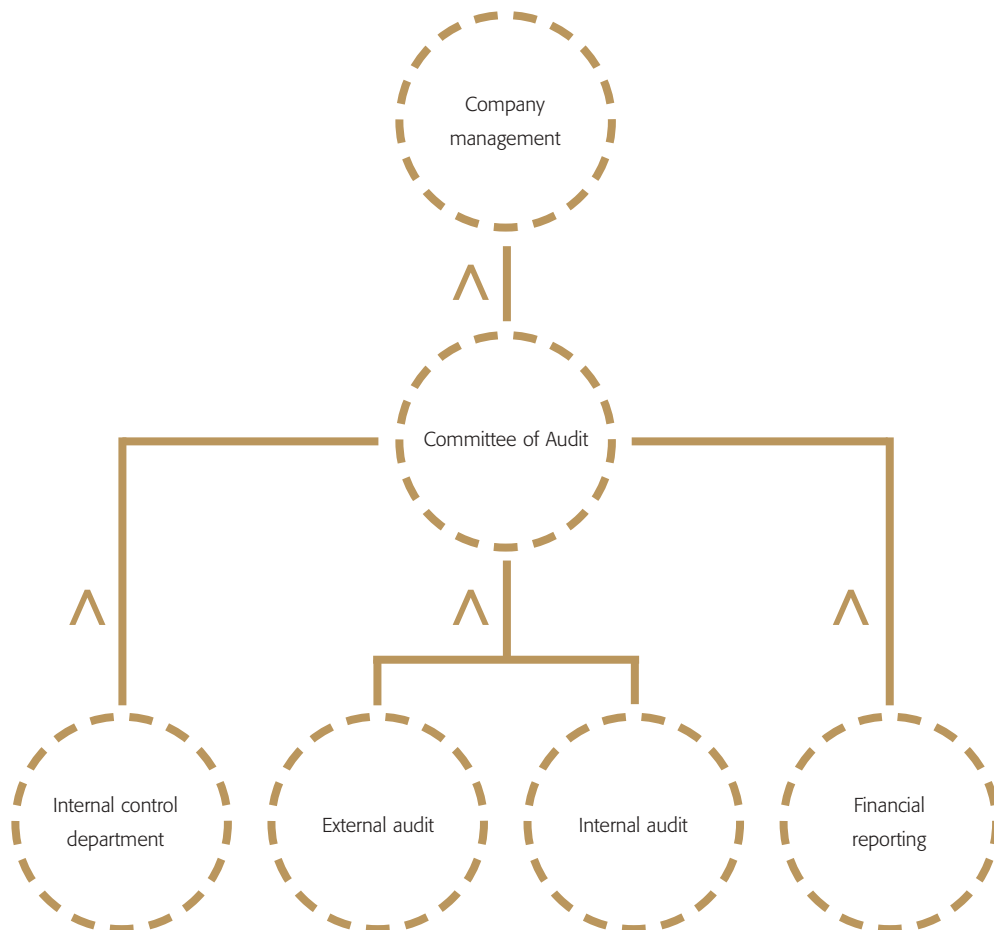 Company
management
Committee of Audit
Internal control
department
External audit
Internal audit
Financial
reporting